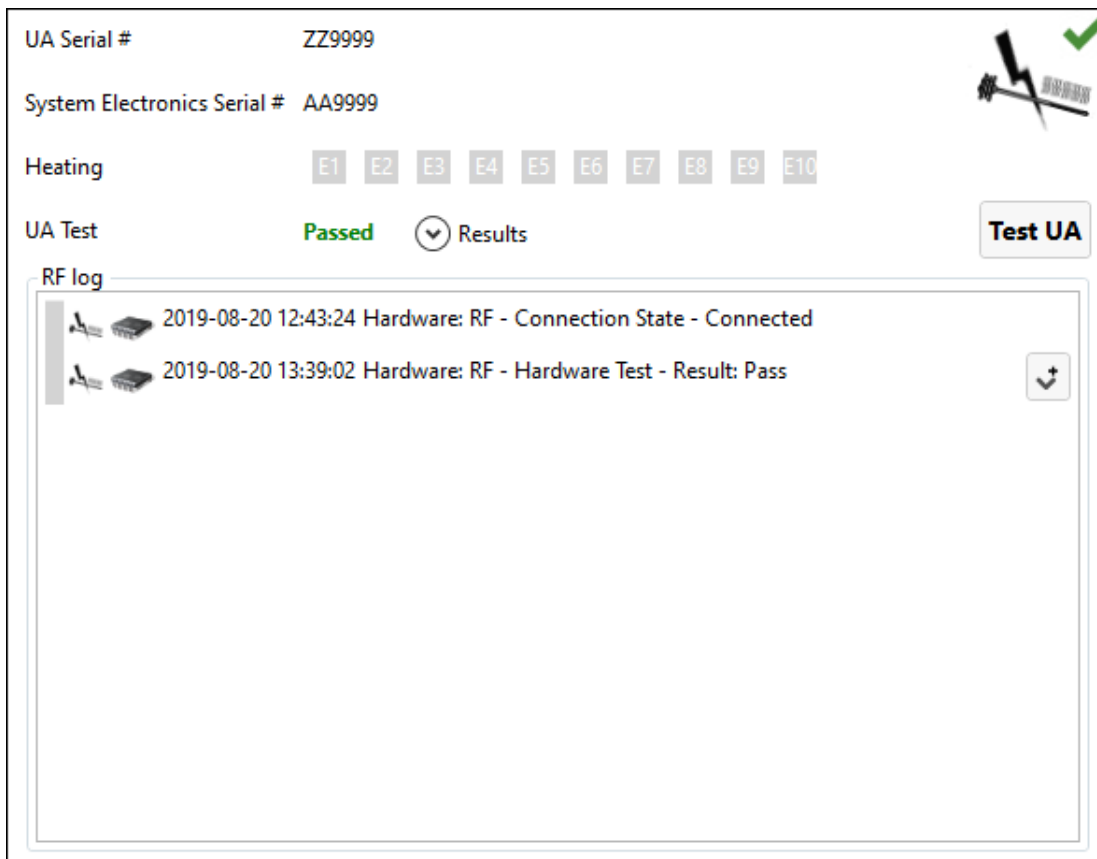 UA Serial # ZZ9999
System Electronics Serial # AA9999
Heating E1 E2 E3 E4 E5 E6 E7 E8 E9 E10
UA Test Passed Results Test UA
RF log
2019-08-20 12:43:24 Hardware: RF - Connection State - Connected
2019-08-20 13:39:02 Hardware: RF - Hardware Test - Result: Pass